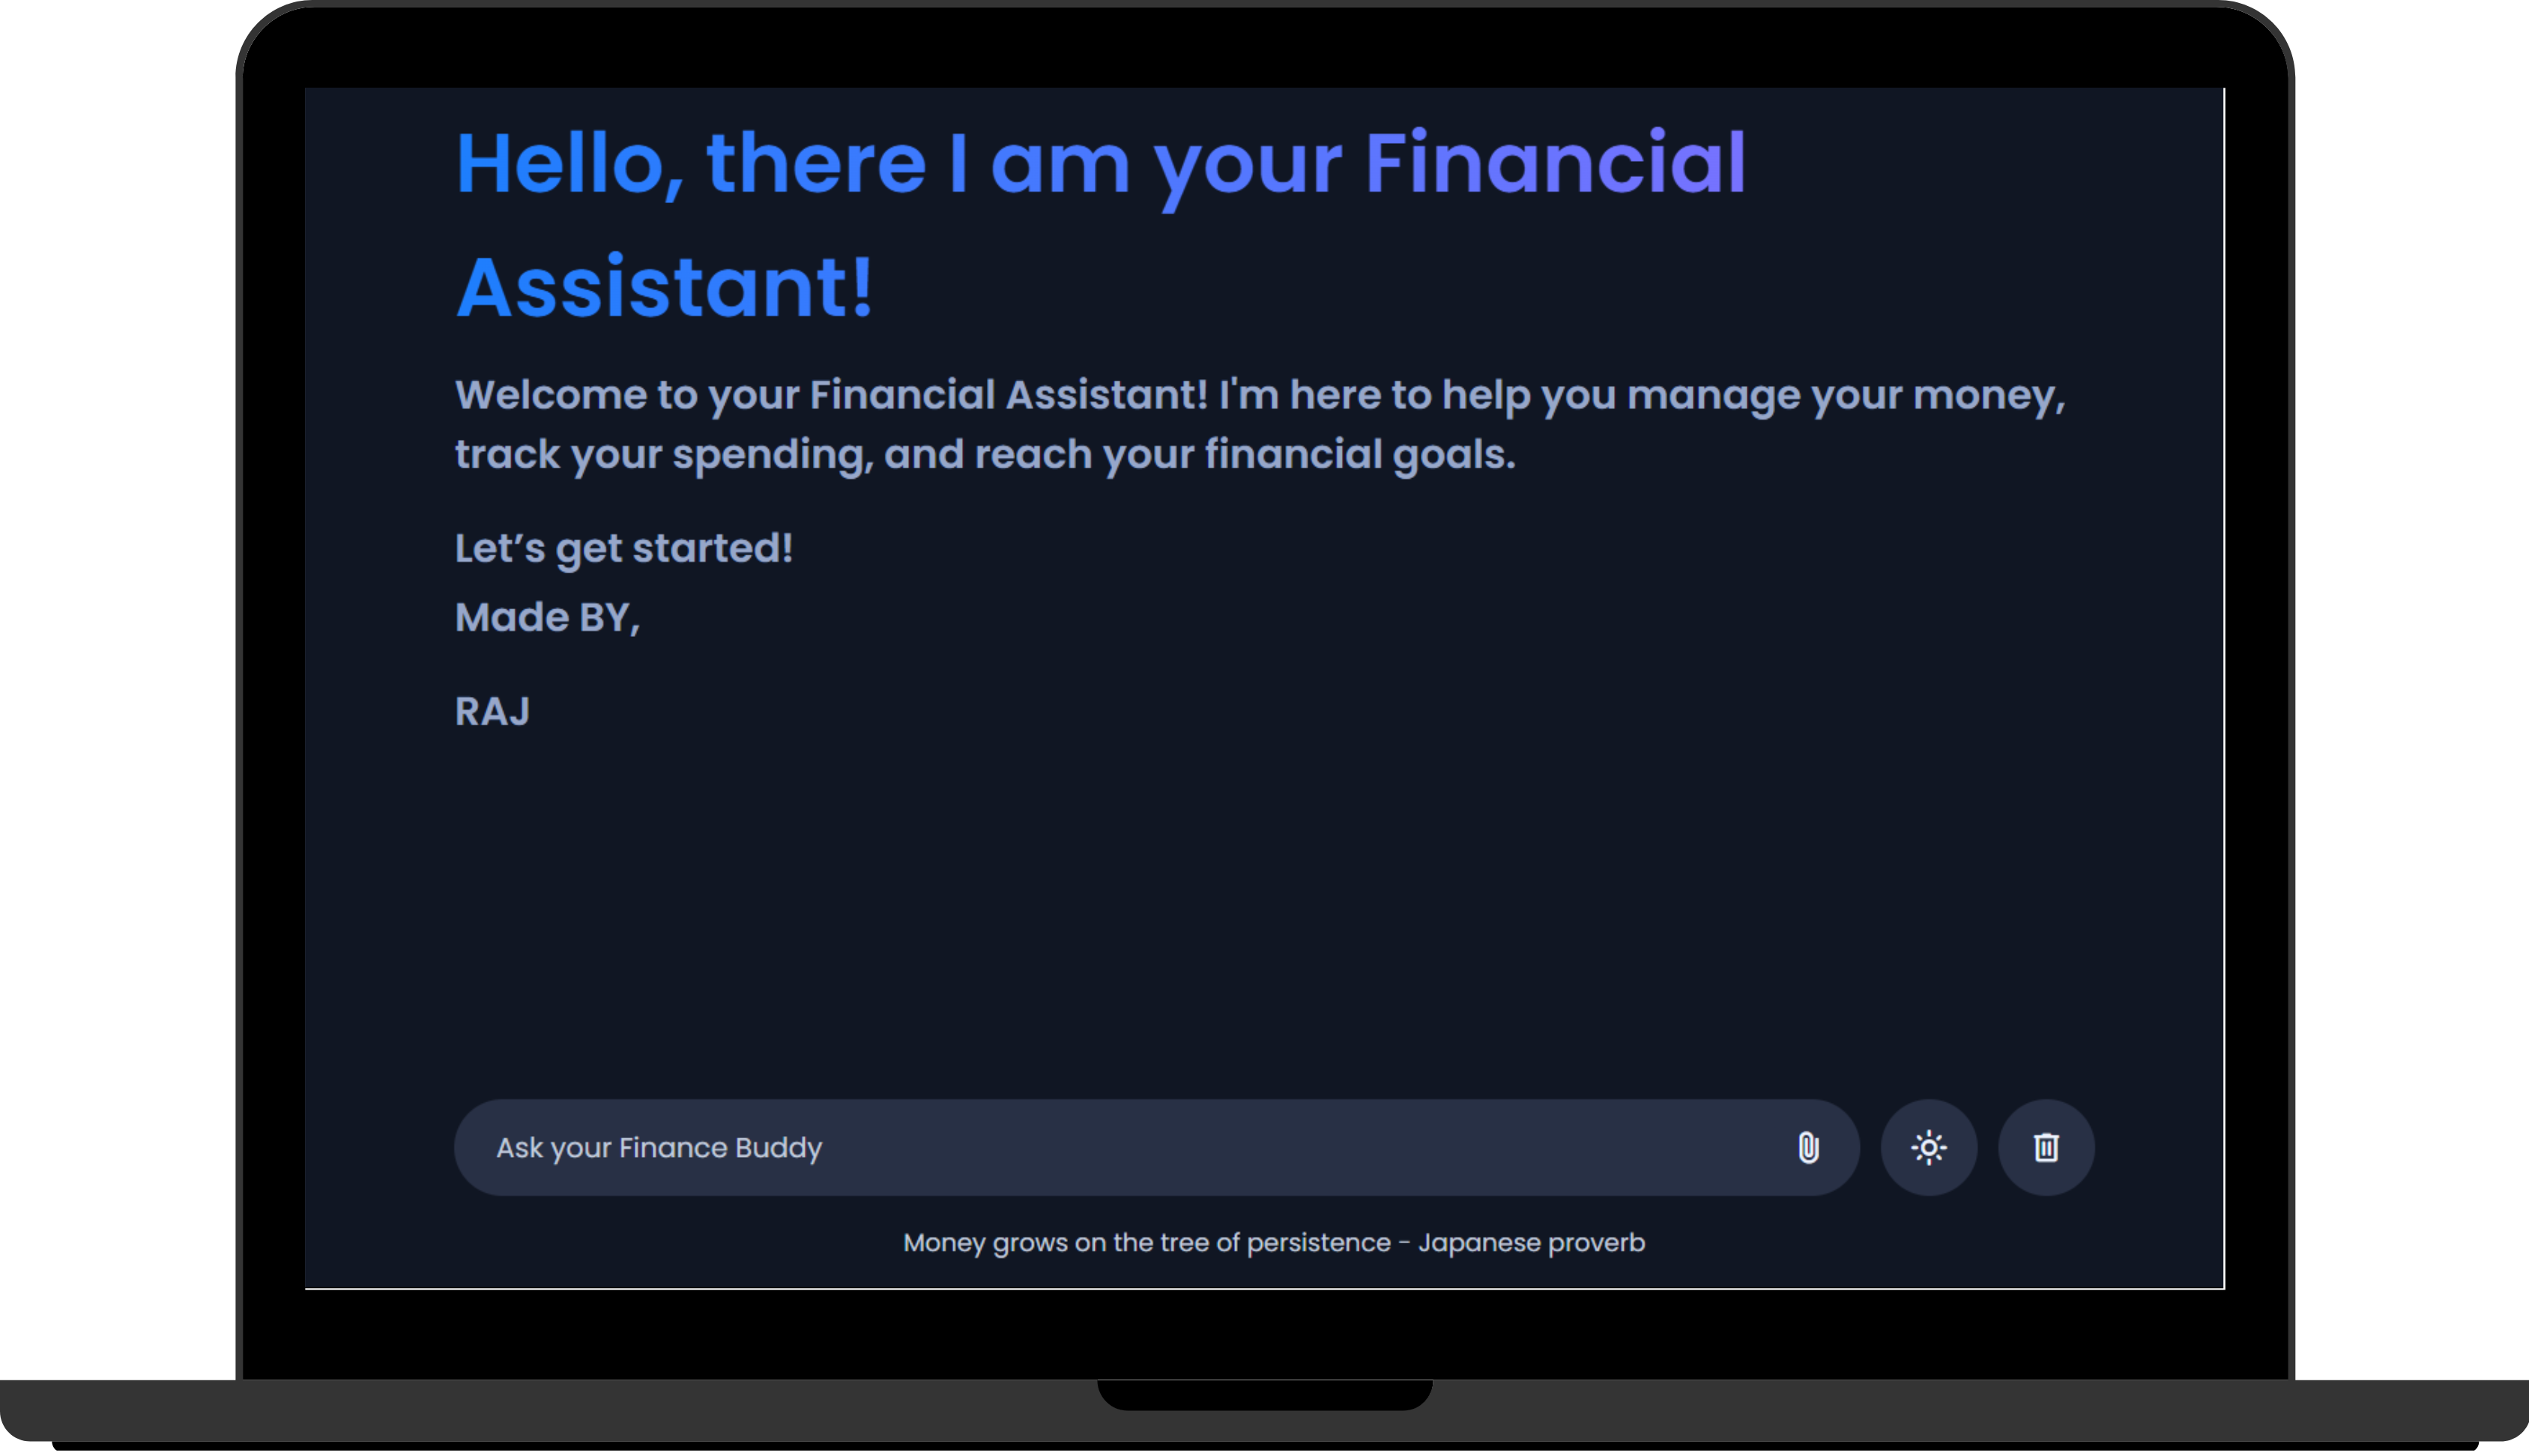 Hello, there I am your Financial
Assistant!
Welcome to your Financial Assistant! I'm here to help you manage your money,
track your spending, and reach your financial goals.
Let’s get started!
Made BY,
RAJ
Ask your Finance Buddy
Money grows on the tree of persistence - Japanese proverb